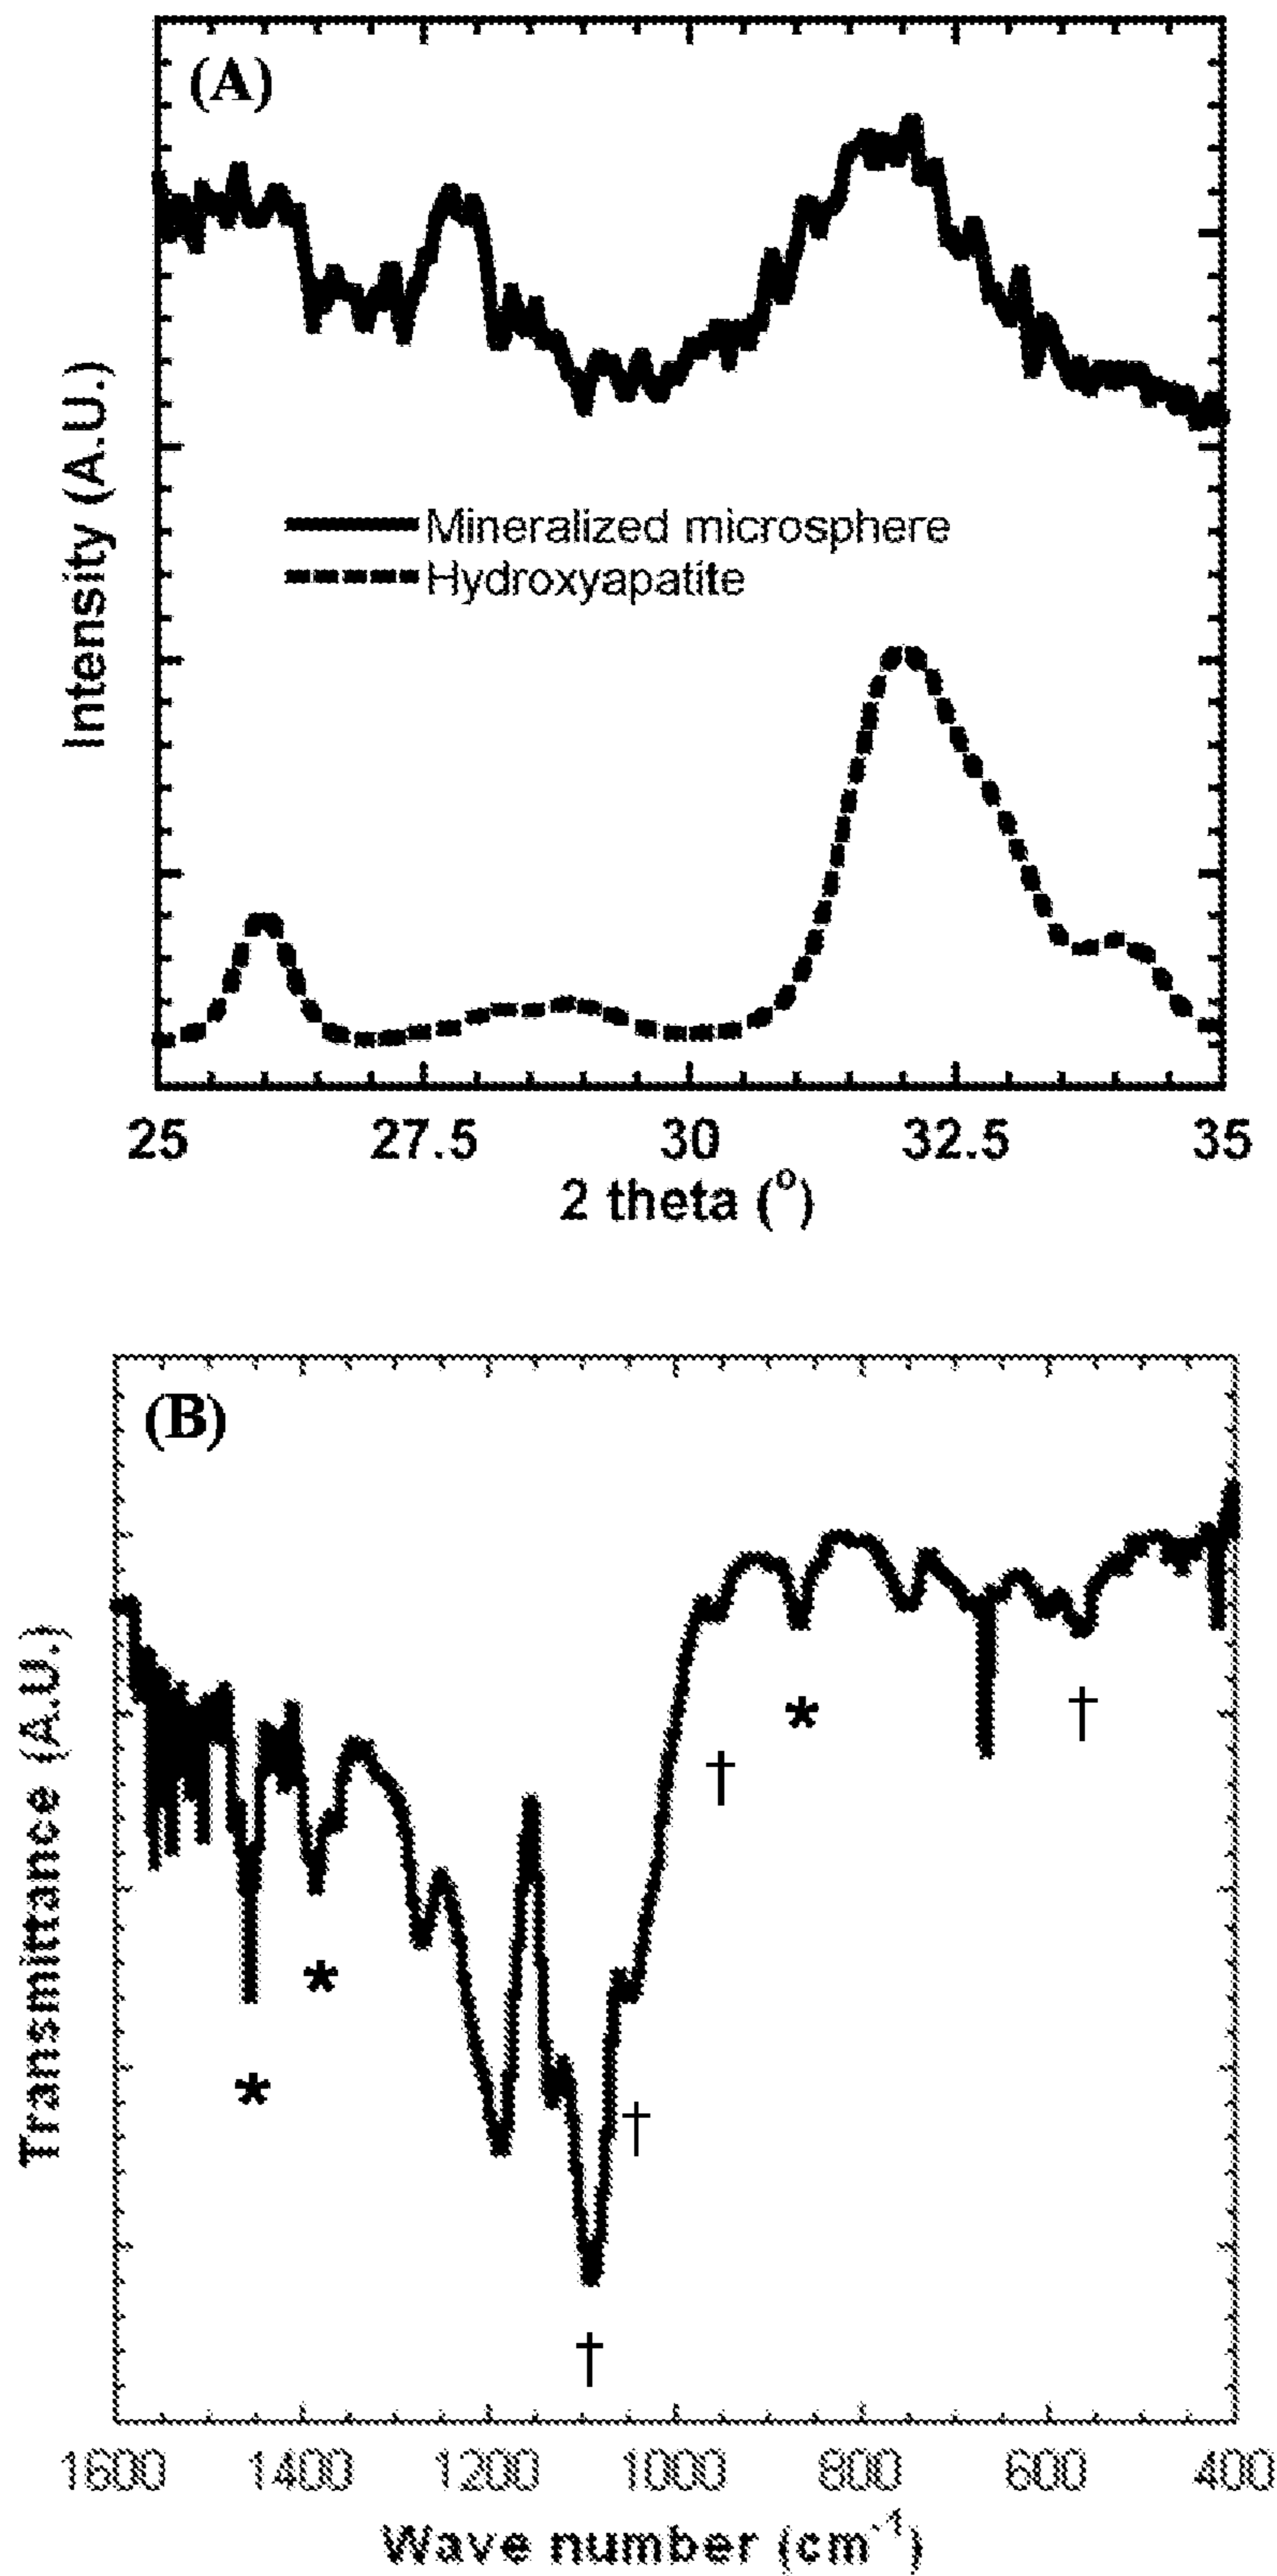 (A)
Intensity (A.U.)
Mineralized microsphere
Hydroxyapatite
25 27.5 30 32.5 35
2 theta (°)
(B)
Transmittance (A.U.)
*
†
†
*
*
†
†
1600 1400 1200 1000 800 600 400
Wave number (cm⁻¹)